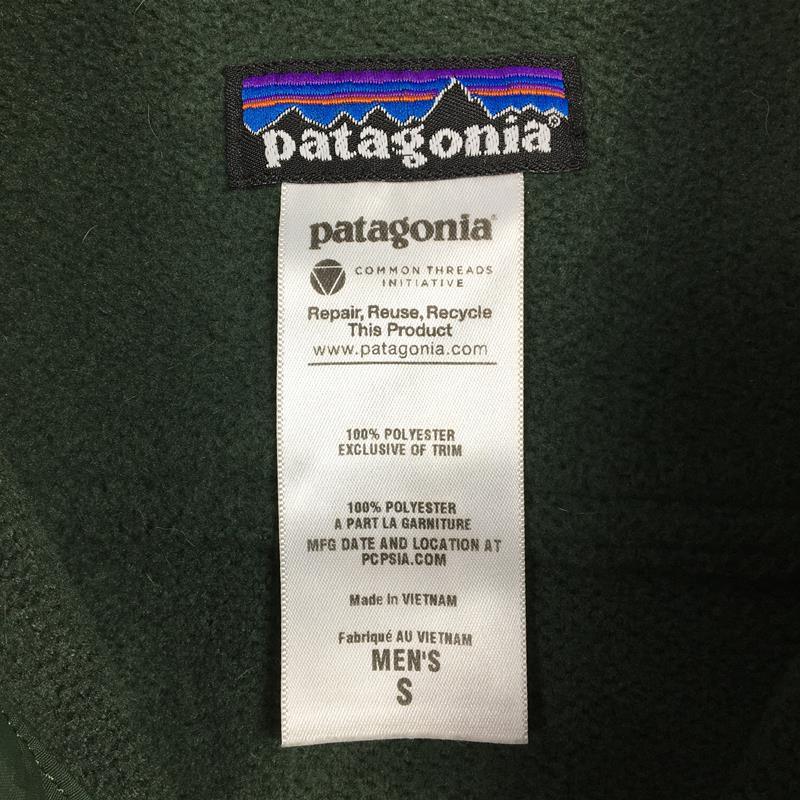 patagonia®
patagonia®
COMMON THREADS
INITIATIVE
Repair, Reuse, Recycle
This Product
www.patagonia.com
100% POLYESTER
EXCLUSIVE OF TRIM
100% POLYESTER
A PART LA GARNITURE
MFG DATE AND LOCATION AT
PCPSIA.COM
Made in VIETNAM
Fabriqué AU VIETNAM
MEN'S
S